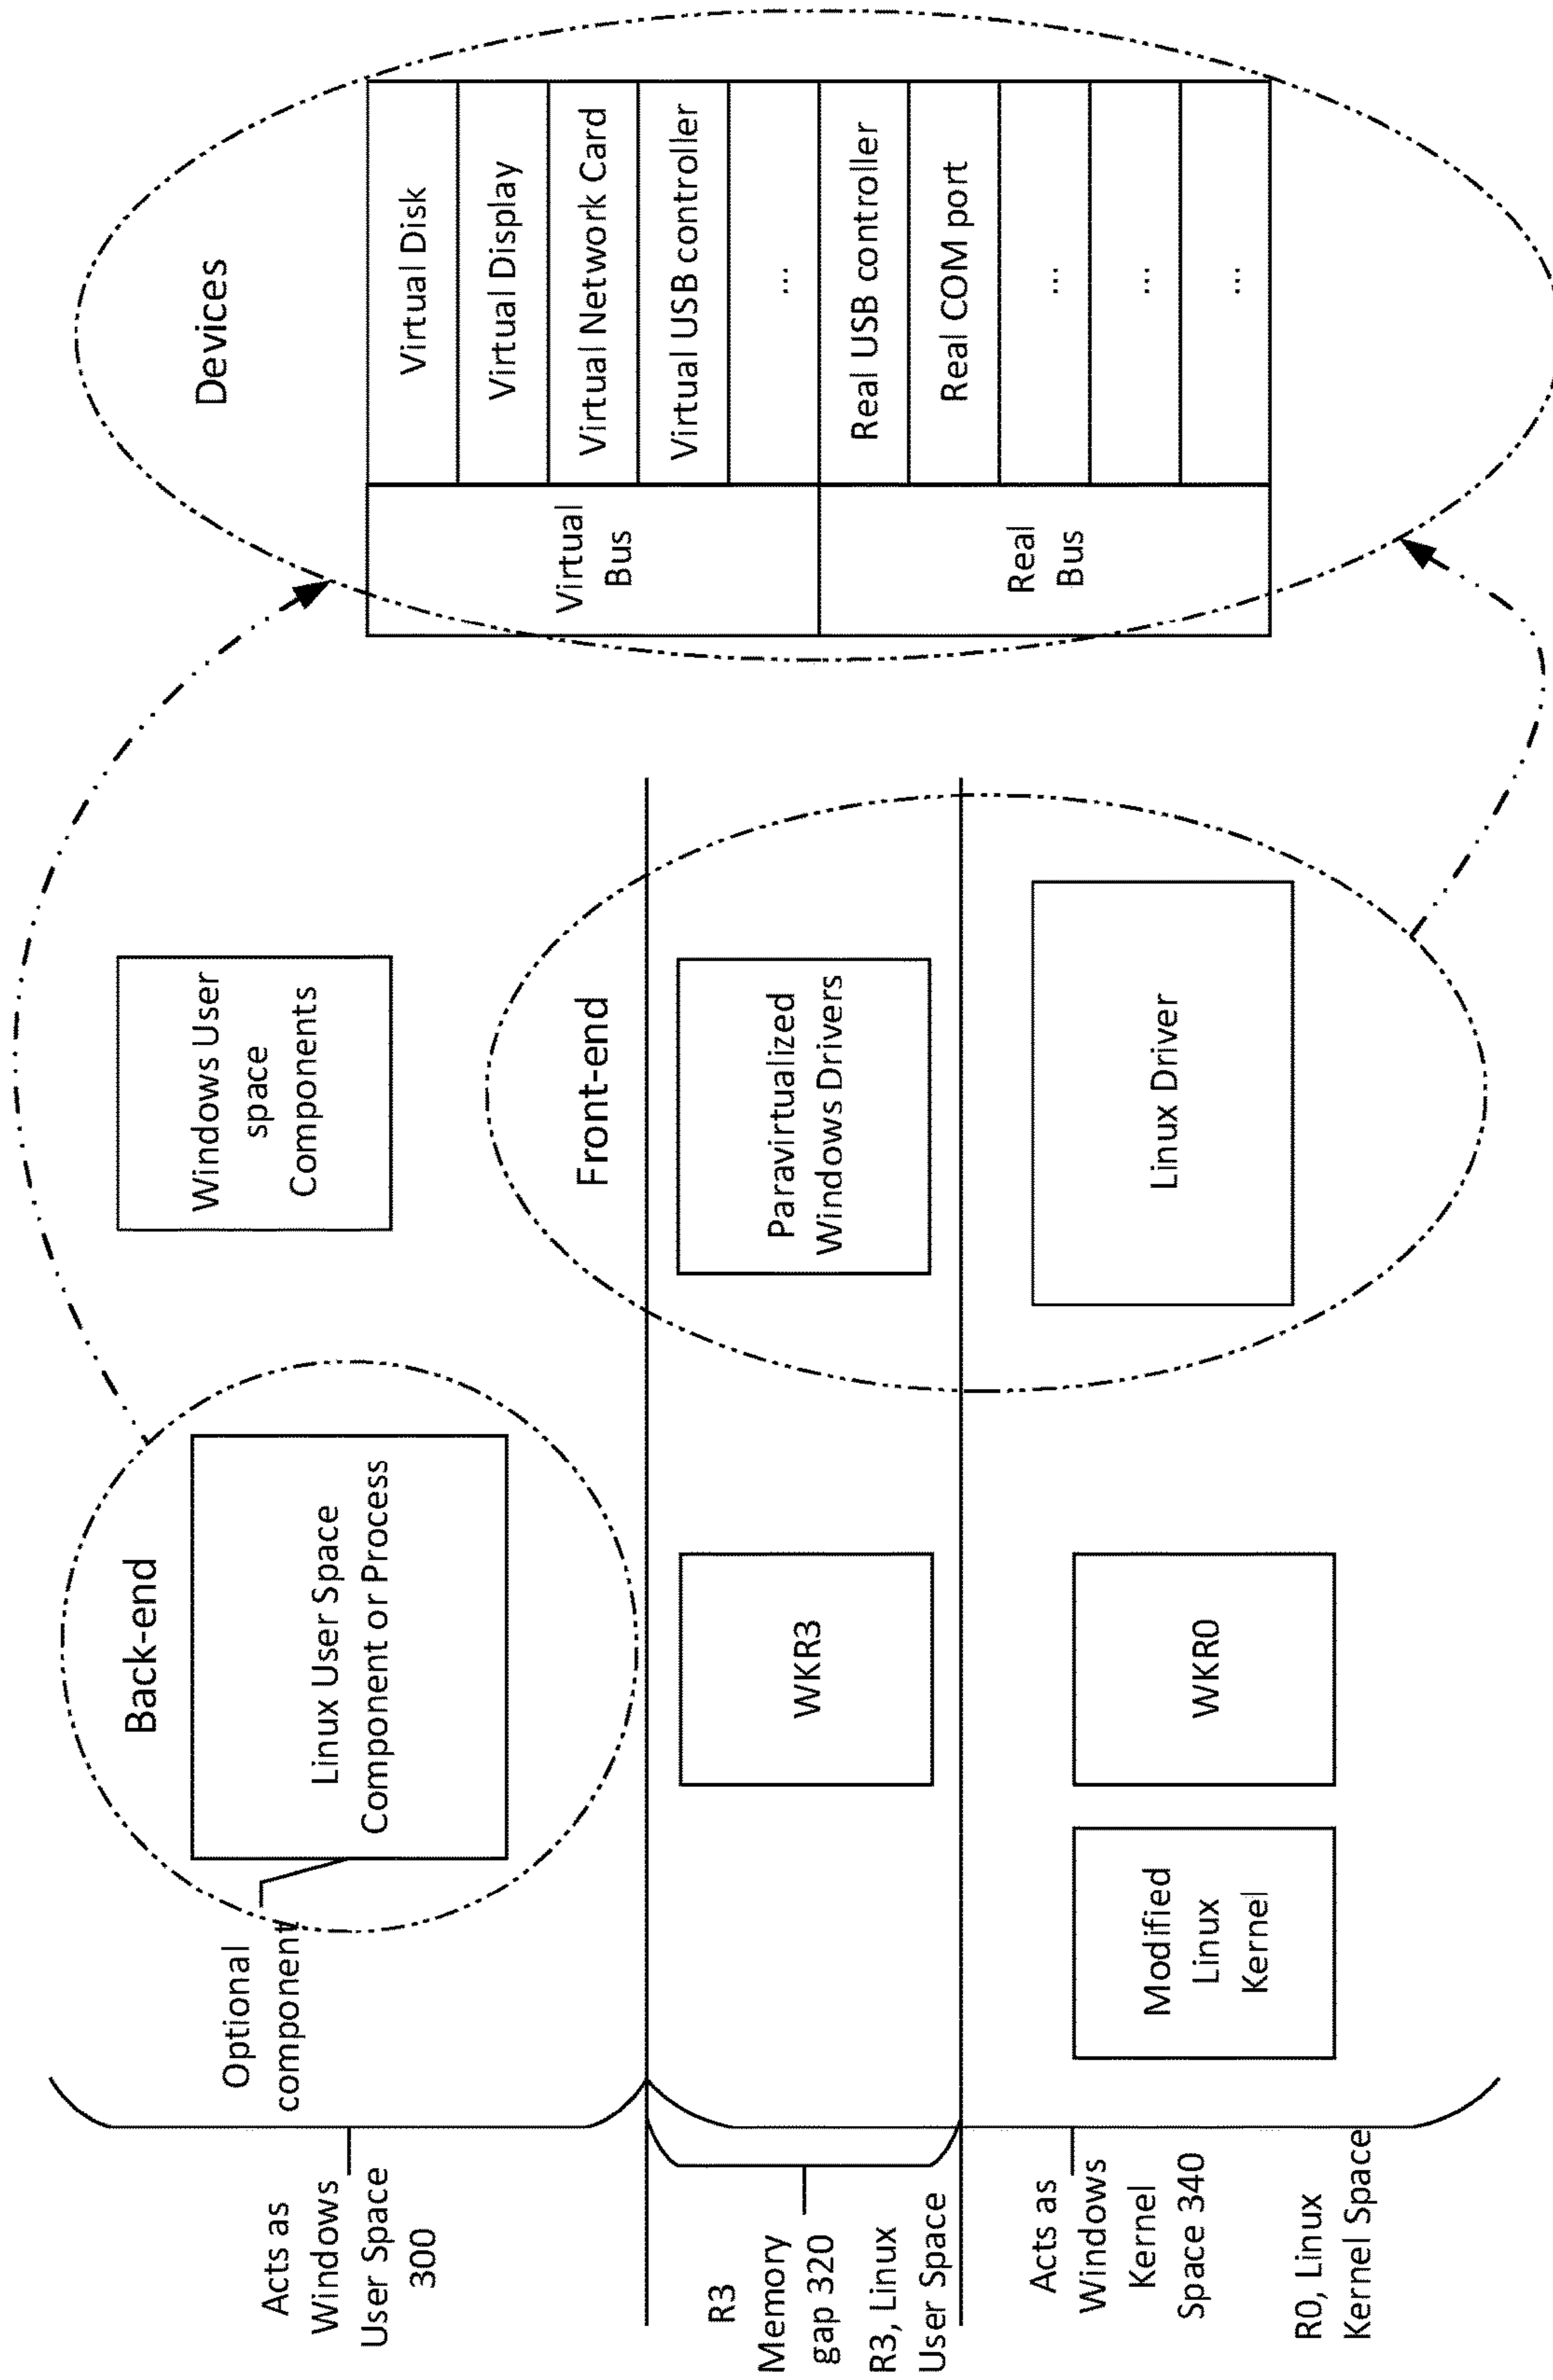 Acts as
Windows
User Space
300
Optional
component
Back-end
Linux User Space
Component or Process
Windows User
space
Components
R3
Memory
gap 320
R3, Linux
User Space
WKR3
Front-end
Paravirtualized
Windows Drivers
Acts as
Windows
Kernel
Space 340
R0, Linux
Kernel Space
Modified
Linux
Kernel
WKR0
Linux Driver
Devices
Virtual
Bus
Virtual Disk
Virtual Display
Virtual Network Card
Virtual USB controller
...
Real
Bus
Real USB controller
Real COM port
...
...
...